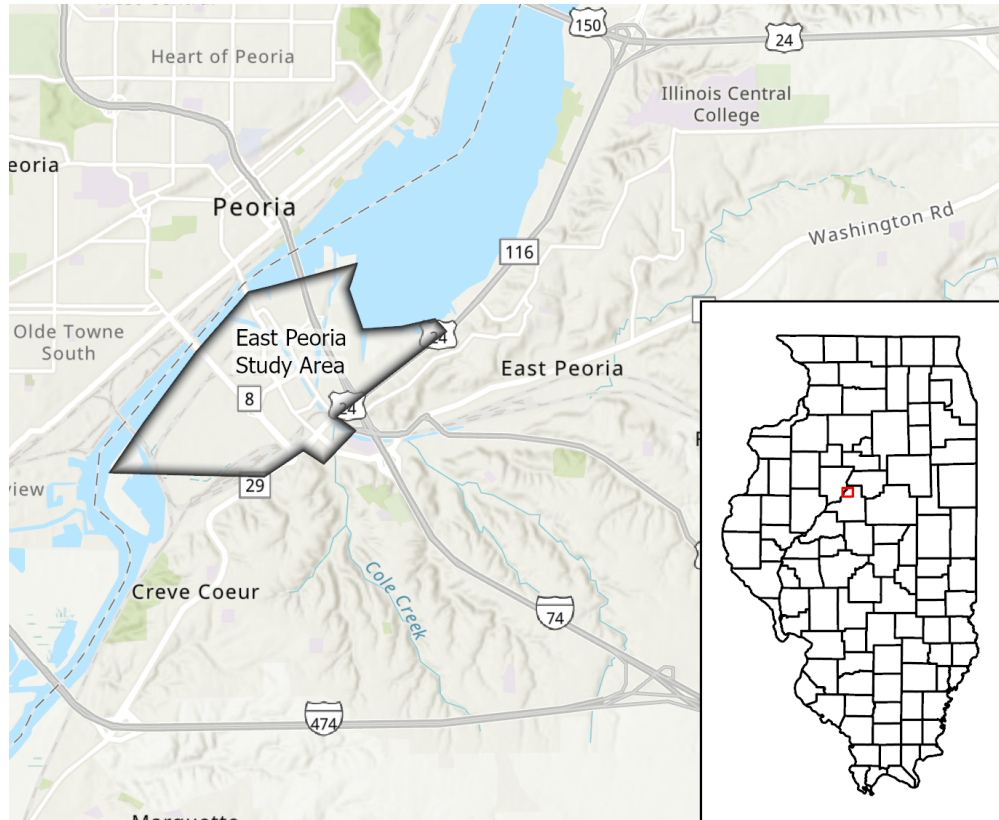 150
24
Heart of Peoria
Illinois Central
College
eoria
Peoria
Washington Rd
116
Olde Towne
South
East Peoria
Study Area
24
East Peoria
8
24
29
view
Creve Coeur
Cole Creek
74
474